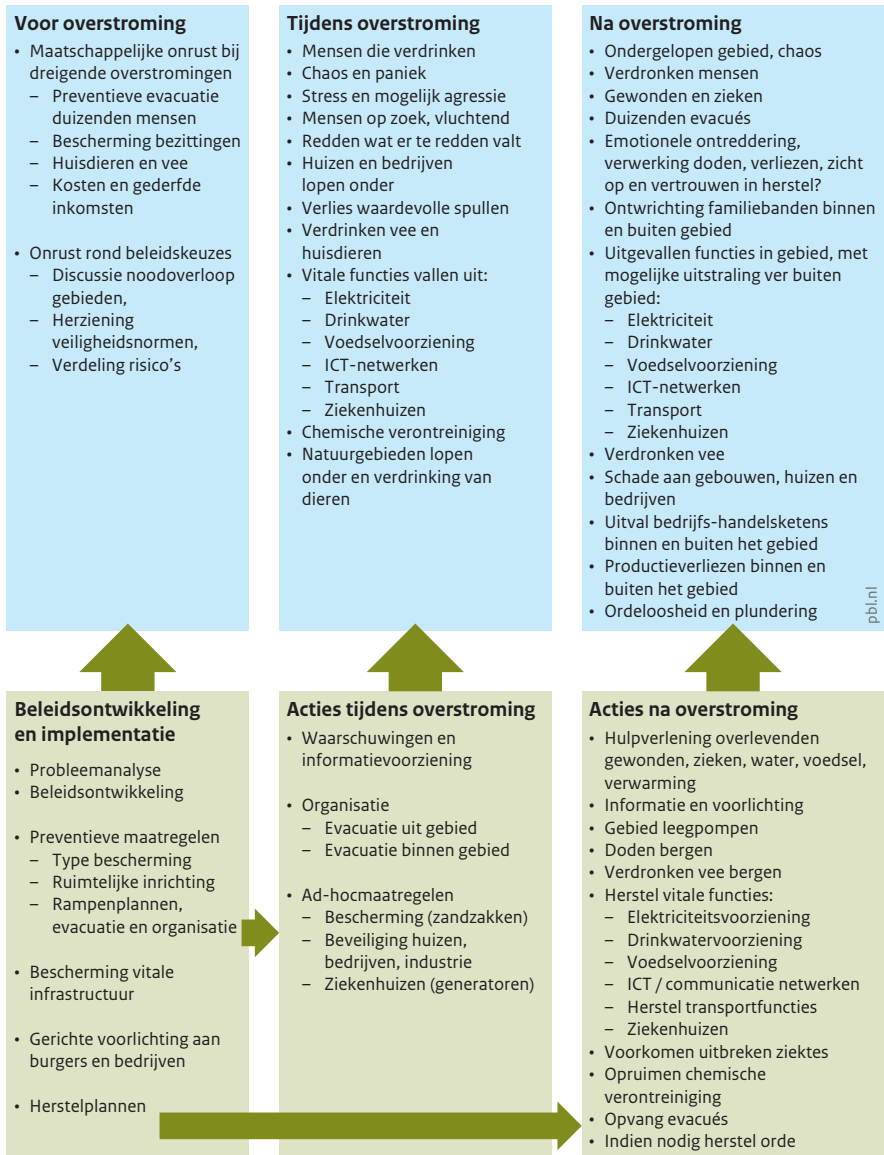 Voor overstroming
• Maatschappelijke onrust bij
dreigende overstromingen
– Preventieve evacuatie
duizenden mensen
– Bescherming bezittingen
– Huisdieren en vee
– Kosten en gederfde
inkomsten
• Onrust rond beleidskeuzes
– Discussie noodoverloop
gebieden,
– Herziening
veiligheidsnormen,
– Verdeling risico’s
Tijdens overstroming
• Mensen die verdrinken
• Chaos en paniek
• Stress en mogelijk agressie
• Mensen op zoek, vluchtend
• Redden wat er te redden valt
• Huizen en bedrijven
lopen onder
• Verlies waardevolle spullen
• Verdrinken vee en
huisdieren
• Vitale functies vallen uit:
– Elektriciteit
– Drinkwater
– Voedselvoorziening
– ICT-netwerken
– Transport
– Ziekenhuizen
• Chemische verontreiniging
• Natuurgebieden lopen
onder en verdrinking van
dieren
Na overstroming
• Ondergelopen gebied, chaos
• Verdronken mensen
• Gewonden en zieken
• Duizenden evacués
• Emotionele ontreddering,
verwerking doden, verliezen, zicht
op en vertrouwen in herstel?
• Ontwrichting familiebanden binnen
en buiten gebied
• Uitgevallen functies in gebied, met
mogelijke uitstraling ver buiten
gebied:
– Elektriciteit
– Drinkwater
– Voedselvoorziening
– ICT-netwerken
– Transport
– Ziekenhuizen
• Verdronken vee
• Schade aan gebouwen, huizen en
bedrijven
• Uitval bedrijfs-handelsketens
binnen en buiten het gebied
• Productieverliezen binnen en
buiten het gebied
• Ordeloosheid en plundering
pbl.nl
Beleidsontwikkeling
en implementatie
• Probleemanalyse
• Beleidsontwikkeling
• Preventieve maatregelen
– Type bescherming
– Ruimtelijke inrichting
– Rampenplannen,
evacuatie en organisatie
• Bescherming vitale
infrastructuur
• Gerichte voorlichting aan
burgers en bedrijven
• Herstelplannen
Acties tijdens overstroming
• Waarschuwingen en
informatievoorziening
• Organisatie
– Evacuatie uit gebied
– Evacuatie binnen gebied
• Ad-hocmaatregelen
– Bescherming (zandzakken)
– Beveiliging huizen,
bedrijven, industrie
– Ziekenhuizen (generatoren)
Acties na overstroming
• Hulpverlening overlevenden
gewonden, zieken, water, voedsel,
verwarming
• Informatie en voorlichting
• Gebied leegpompen
• Doden bergen
• Verdronken vee bergen
• Herstel vitale functies:
– Elektriciteitsvoorziening
– Drinkwatervoorziening
– Voedselvoorziening
– ICT / communicatie netwerken
– Herstel transportfuncties
– Ziekenhuizen
• Voorkomen uitbreken ziektes
• Opruimen chemische
verontreiniging
• Opvang evacués
• Indien nodig herstel orde